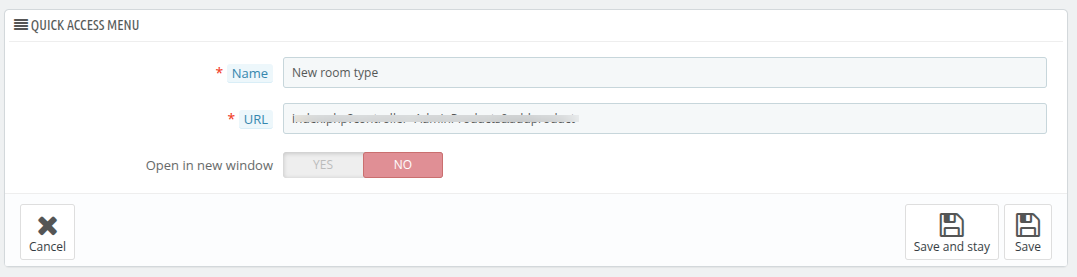 QUICK ACCESS MENU
* Name
New room type
* URL
Open in new window
YES
NO
Cancel
Save and stay
Save